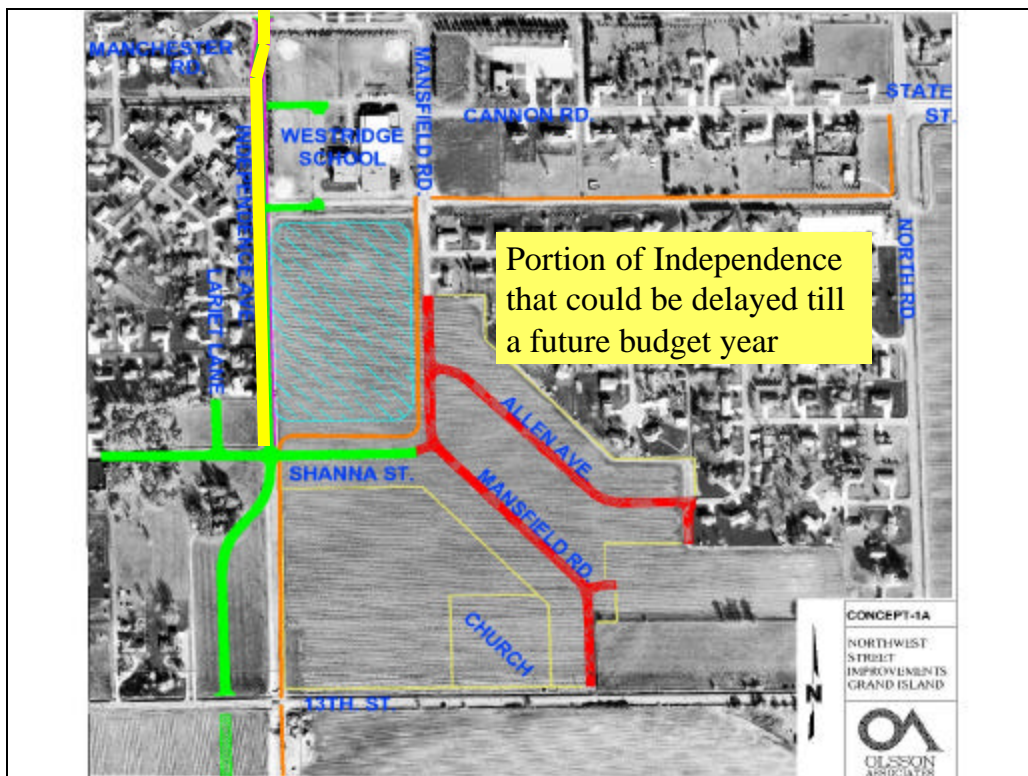 MANCHESTER
RD.
MANSFIELD RD.
STATE
ST.
CANNON RD.
WESTRIDGE
SCHOOL
INDEPENDENCE AVE.
LARIET LANE
NORTH RD.
Portion of Independence
that could be delayed till
a future budget year
ALLEN AVE
SHANNA ST.
MANSFIELD RD.
CHURCH
13TH. ST.
N
CONCEPT-1A
NORTHWEST
STREET
IMPROVEMENTS
GRAND ISLAND
OA
OLSSON
ASSOCIATES